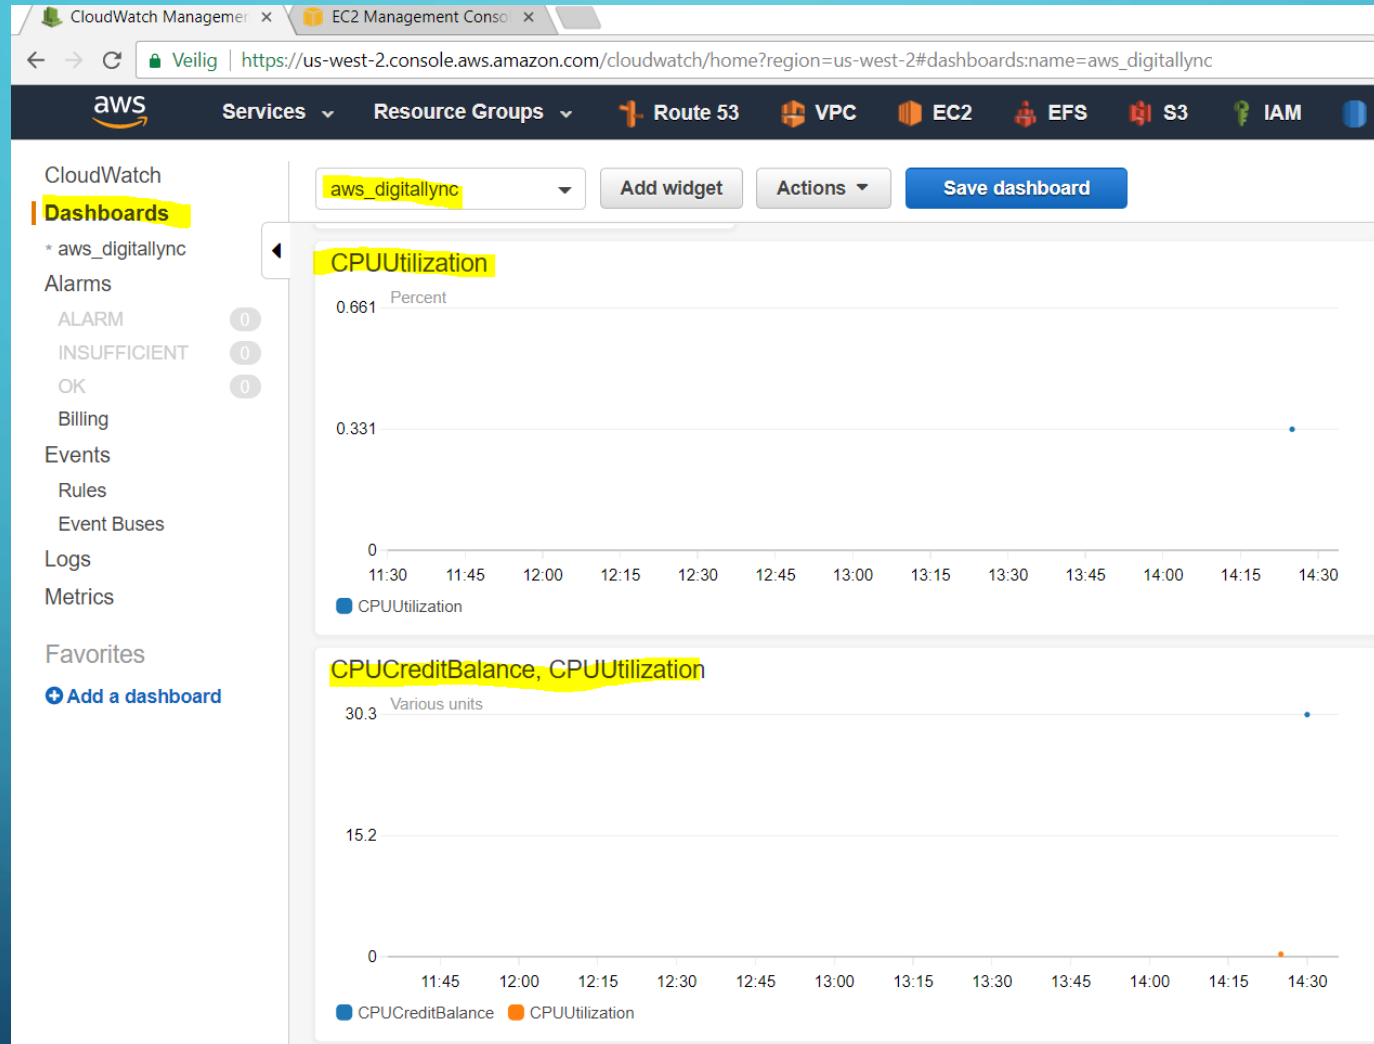 CloudWatch Managemer × EC2 Management Conso ×
Veilig | https://us-west-2.console.aws.amazon.com/cloudwatch/home?region=us-west-2#dashboards:name=aws_digitallync
aws Services Resource Groups Route 53 VPC EC2 EFS S3 IAM
CloudWatch
Dashboards
* aws_digitallync
Alarms
ALARM 0
INSUFFICIENT 0
OK 0
Billing
Events
Rules
Event Buses
Logs
Metrics
Favorites
Add a dashboard
aws_digitallync Add widget Actions Save dashboard
CPUUtilization
Percent
0.661
0.331
0
11:30 11:45 12:00 12:15 12:30 12:45 13:00 13:15 13:30 13:45 14:00 14:15 14:30
CPUUtilization
CPUCreditBalance, CPUUtilization
Various units
30.3
15.2
0
11:45 12:00 12:15 12:30 12:45 13:00 13:15 13:30 13:45 14:00 14:15 14:30
CPUCreditBalance CPUUtilization